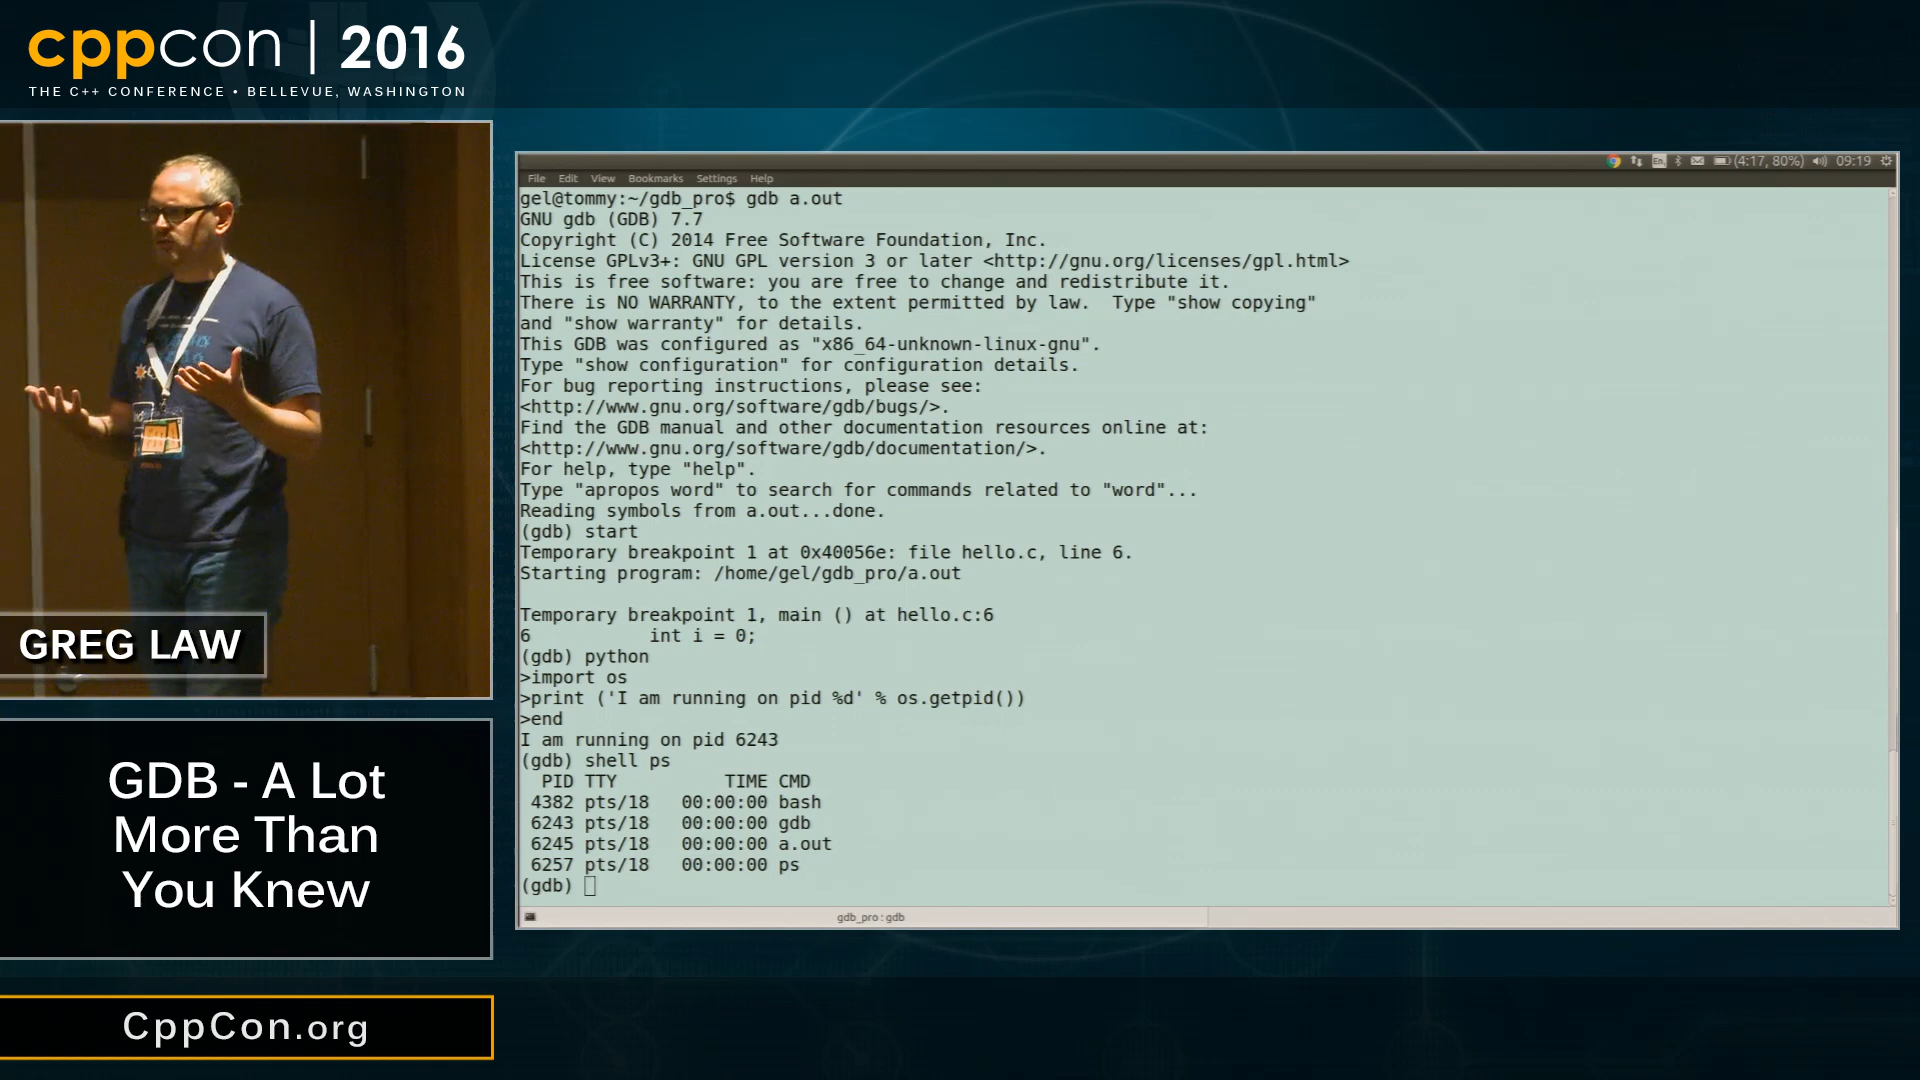 cppcon | 2016
THE C++ CONFERENCE • BELLEVUE, WASHINGTON
GREG LAW
GDB - A Lot
More Than
You Knew
CppCon.org
En
(4:17, 80%)
09:19
File Edit View Bookmarks Settings Help
gel@tommy:~/gdb_pro$ gdb a.out
GNU gdb (GDB) 7.7
Copyright (C) 2014 Free Software Foundation, Inc.
License GPLv3+: GNU GPL version 3 or later <http://gnu.org/licenses/gpl.html>
This is free software: you are free to change and redistribute it.
There is NO WARRANTY, to the extent permitted by law.  Type "show copying"
and "show warranty" for details.
This GDB was configured as "x86_64-unknown-linux-gnu".
Type "show configuration" for configuration details.
For bug reporting instructions, please see:
<http://www.gnu.org/software/gdb/bugs/>.
Find the GDB manual and other documentation resources online at:
<http://www.gnu.org/software/gdb/documentation/>.
For help, type "help".
Type "apropos word" to search for commands related to "word"...
Reading symbols from a.out...done.
(gdb) start
Temporary breakpoint 1 at 0x40056e: file hello.c, line 6.
Starting program: /home/gel/gdb_pro/a.out
Temporary breakpoint 1, main () at hello.c:6
6           int i = 0;
(gdb) python
>import os
>print ('I am running on pid %d' % os.getpid())
>end
I am running on pid 6243
(gdb) shell ps
  PID TTY          TIME CMD
 4382 pts/18   00:00:00 bash
 6243 pts/18   00:00:00 gdb
 6245 pts/18   00:00:00 a.out
 6257 pts/18   00:00:00 ps
(gdb)
gdb_pro : gdb